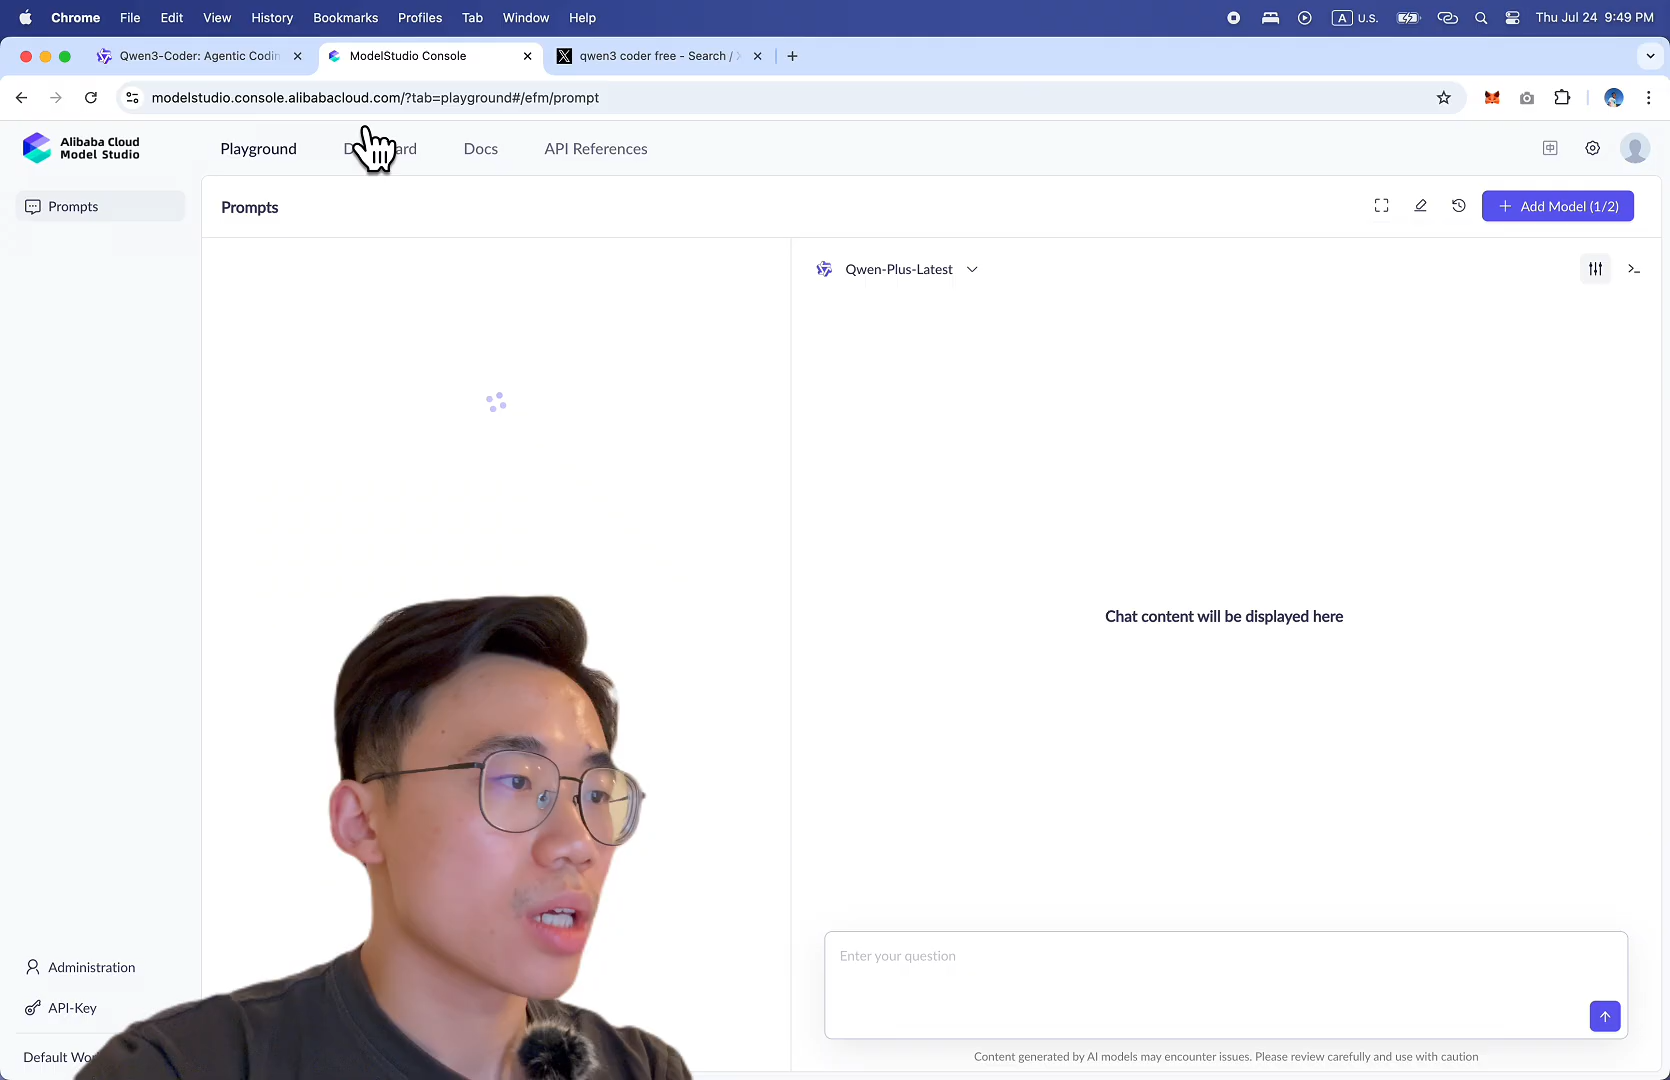 Chrome File Edit View History Bookmarks Profiles Tab Window Help
A U.S. Thu Jul 24 9:49 PM
Qwen3-Coder: Agentic Codin
ModelStudio Console
qwen3 coder free - Search /
modelstudio.console.alibabacloud.com/?tab=playground#/efm/prompt
Alibaba Cloud
Model Studio
Playground
Docs
API References
Prompts
Prompts
Add Model (1/2)
Qwen-Plus-Latest
Chat content will be displayed here
Enter your question
Administration
API-Key
Default Wor
Content generated by AI models may encounter issues. Please review carefully and use with caution